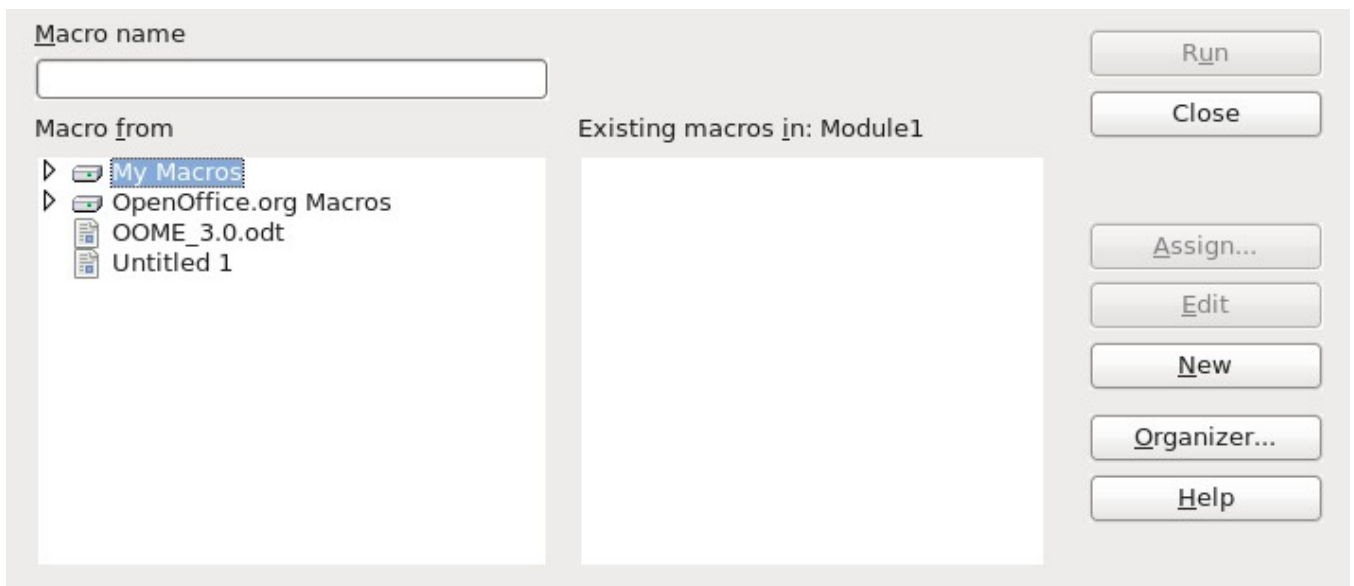 Macro name
Run
Close
Macro from
Existing macros in: Module1
My Macros
OpenOffice.org Macros
OOME_3.0.odt
Untitled 1
Assign...
Edit
New
Organizer...
Help